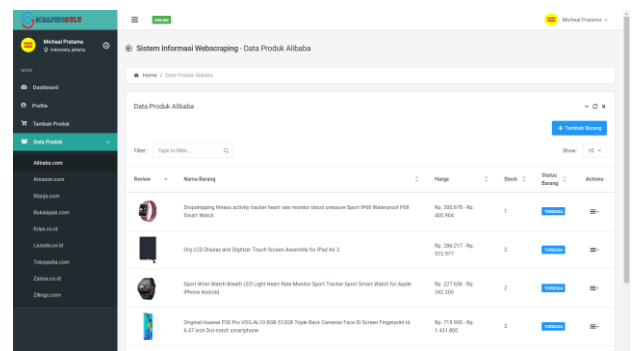 SCRAPINGDULU
ONLINE
Micheal Pratama
Micheal Pratama
Indonesia, jakarta
MENU
Dashboard
Profile
Tambah Produk
Data Produk
Alibaba.com
Amazon.com
Blanja.com
Bukalapak.com
Kriya.co.id
Lazada.co.id
Tokopedia.com
Zalora.co.id
Zilingo.com
Sistem Informasi Webscraping - Data Produk Alibaba
Home / Data Produk Alibaba
Data Produk Alibaba
+ Tambah Barang
Filter: Type to filter... Show: 10
Review Nama Barang Harga Stock Status Barang Actions
Dropshipping fitness activity tracker heart rate monitor blood pressure Sport IP68 Waterproof P68
Smart Watch
Rp. 300.678 - Rp.
400.904
1
TERSEDIA
Org LCD Display and Digitizer Touch Screen Assembly for iPad Air 2
Rp. 286.217 - Rp.
572.577
2
TERSEDIA
Sport Wrist Watch Breath LED Light Heart Rate Monitor Sport Tracker Sport Smart Watch for Apple
iPhone Android
Rp. 227.656 - Rp.
342.200
2
TERSEDIA
Original Huawei P30 Pro VOG-AL10 8GB 512GB Triple Back Cameras Face ID Screen Fingerprint Id
6.47 inch Dot-notch smartphone
Rp. 715.900 - Rp.
1.431.800
2
TERSEDIA